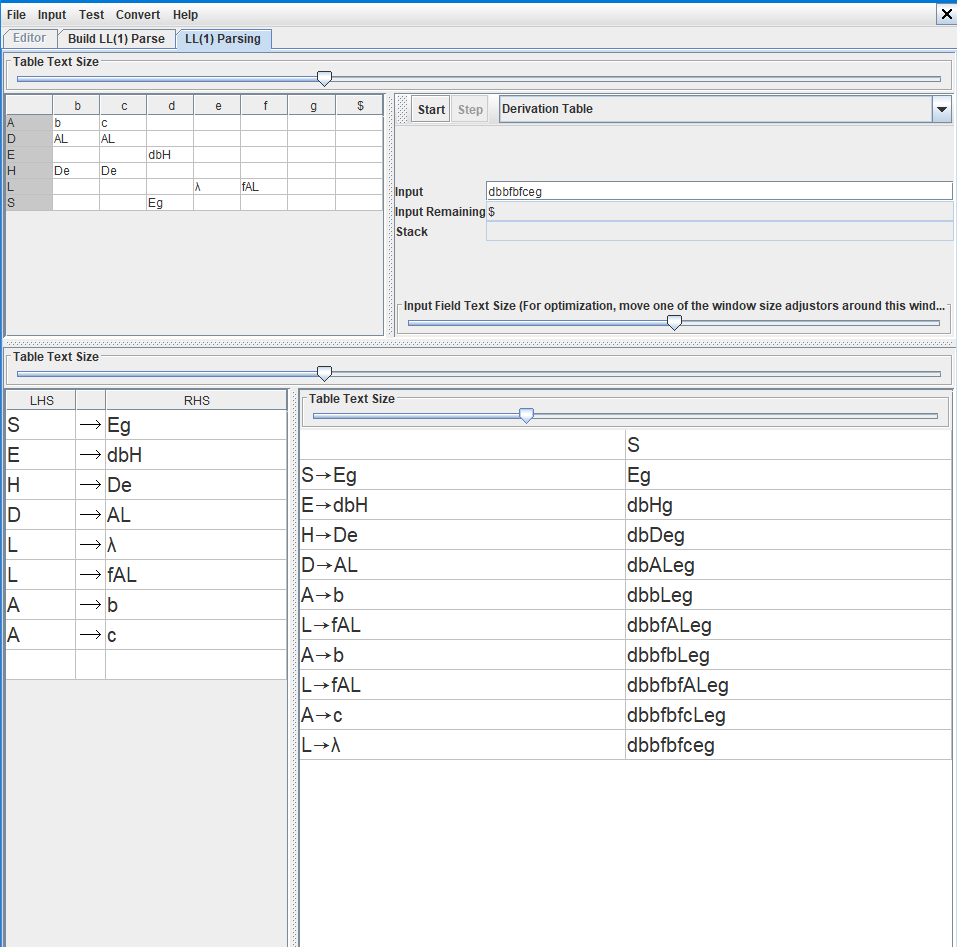 File Input Test Convert Help
Editor Build LL(1) Parse LL(1) Parsing
Table Text Size
b c d e f g $
A b c
D AL AL
E dbH
H De De
L λ fAL
S Eg
Start Step Derivation Table
Input dbbfbfceg
Input Remaining $
Stack
Input Field Text Size (For optimization, move one of the window size adjustors around this wind...
Table Text Size
LHS RHS
S → Eg
E → dbH
H → De
D → AL
L → λ
L → fAL
A → b
A → c
Table Text Size
S
S→Eg Eg
E→dbH dbHg
H→De dbDeg
D→AL dbALeg
A→b dbbLeg
L→fAL dbbfALeg
A→b dbbfbLeg
L→fAL dbbfbfALeg
A→c dbbfbfcLeg
L→λ dbbfbfceg